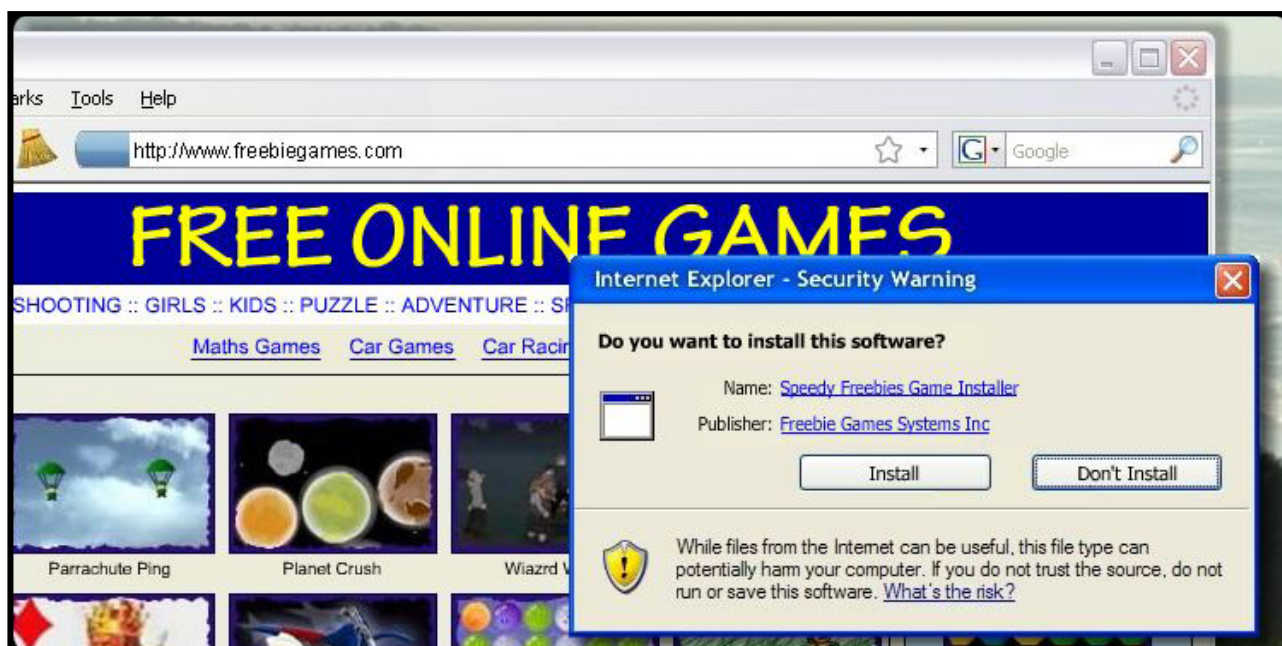 arks Tools Help
http://www.freebiegames.com
G Google
FREE ONLINE GAMES
Internet Explorer - Security Warning
SHOOTING :: GIRLS :: KIDS :: PUZZLE :: ADVENTURE ::
Maths Games Car Games Car
Do you want to install this software?
Name: Speedy Freebies Game Installer
Publisher: Freebie Games Systems Inc
Install Don't Install
Parrachute Ping Planet Crush Wiazrd
While files from the Internet can be useful, this file type can
potentially harm your computer. If you do not trust the source, do not
run or save this software. What's the risk?